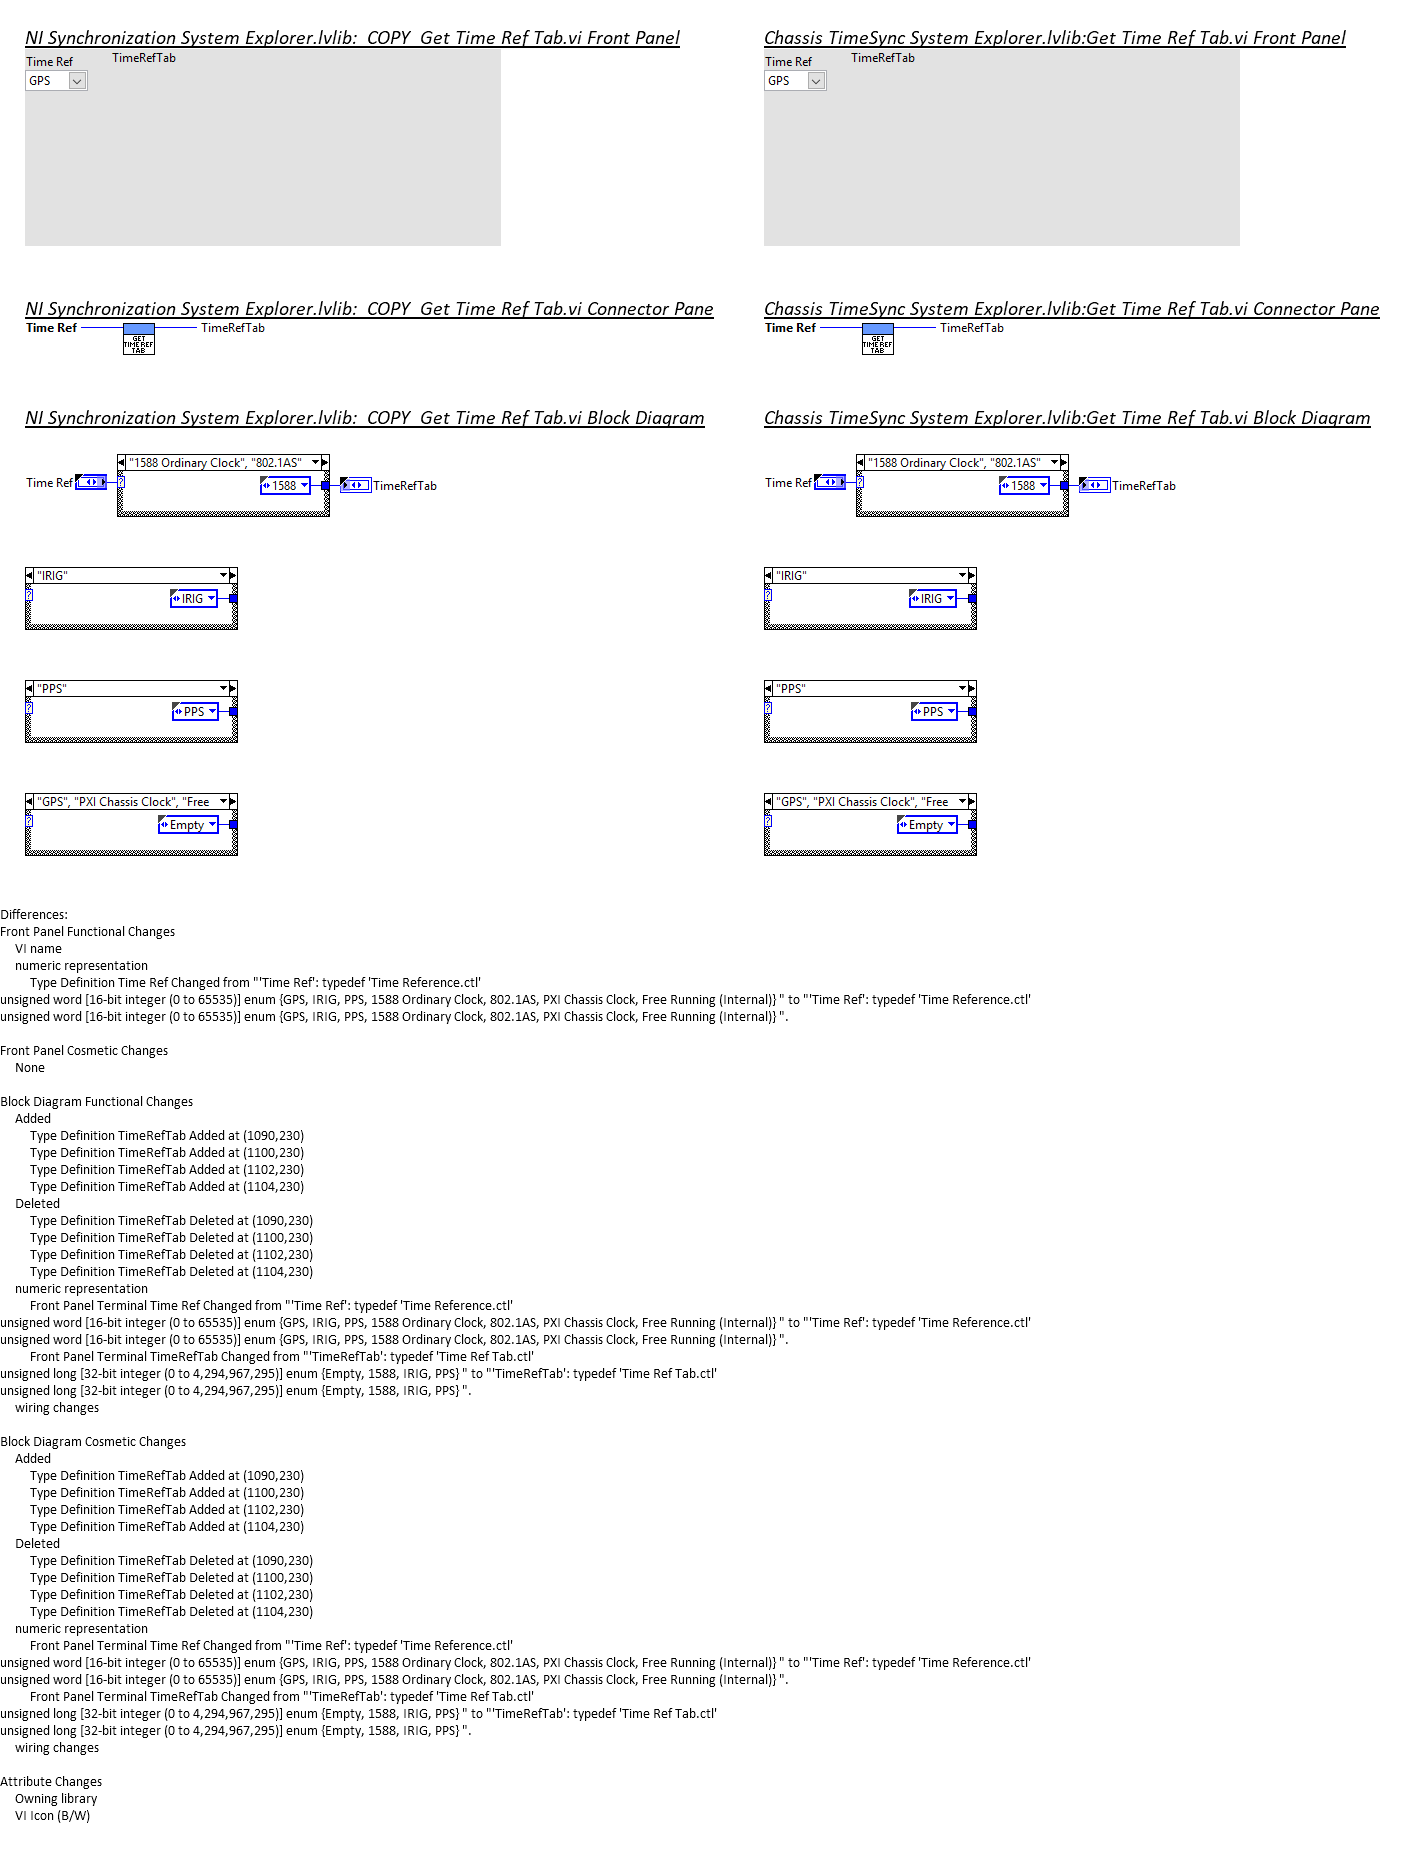 NI Synchronization System Explorer.lvlib:  COPY  Get Time Ref Tab.vi Front Panel
Time Ref
TimeRefTab
GPS
Chassis TimeSync System Explorer.lvlib:Get Time Ref Tab.vi Front Panel
Time Ref
TimeRefTab
GPS
NI Synchronization System Explorer.lvlib:  COPY  Get Time Ref Tab.vi Connector Pane
Time Ref
TimeRefTab
GET
TIME REF
TAB
Chassis TimeSync System Explorer.lvlib:Get Time Ref Tab.vi Connector Pane
Time Ref
TimeRefTab
GET
TIME REF
TAB
NI Synchronization System Explorer.lvlib:  COPY  Get Time Ref Tab.vi Block Diagram
"1588 Ordinary Clock", "802.1AS"
Time Ref
?
1588
TimeRefTab
"IRIG"
?
IRIG
"PPS"
?
PPS
"GPS", "PXI Chassis Clock", "Free
?
Empty
Chassis TimeSync System Explorer.lvlib:Get Time Ref Tab.vi Block Diagram
"1588 Ordinary Clock", "802.1AS"
Time Ref
?
1588
TimeRefTab
"IRIG"
?
IRIG
"PPS"
?
PPS
"GPS", "PXI Chassis Clock", "Free
?
Empty
Differences:
Front Panel Functional Changes
VI name
numeric representation
Type Definition Time Ref Changed from "'Time Ref': typedef 'Time Reference.ctl'
unsigned word [16-bit integer (0 to 65535)] enum {GPS, IRIG, PPS, 1588 Ordinary Clock, 802.1AS, PXI Chassis Clock, Free Running (Internal)} " to "'Time Ref': typedef 'Time Reference.ctl'
unsigned word [16-bit integer (0 to 65535)] enum {GPS, IRIG, PPS, 1588 Ordinary Clock, 802.1AS, PXI Chassis Clock, Free Running (Internal)} ".
Front Panel Cosmetic Changes
None
Block Diagram Functional Changes
Added
Type Definition TimeRefTab Added at (1090,230)
Type Definition TimeRefTab Added at (1100,230)
Type Definition TimeRefTab Added at (1102,230)
Type Definition TimeRefTab Added at (1104,230)
Deleted
Type Definition TimeRefTab Deleted at (1090,230)
Type Definition TimeRefTab Deleted at (1100,230)
Type Definition TimeRefTab Deleted at (1102,230)
Type Definition TimeRefTab Deleted at (1104,230)
numeric representation
Front Panel Terminal Time Ref Changed from "'Time Ref': typedef 'Time Reference.ctl'
unsigned word [16-bit integer (0 to 65535)] enum {GPS, IRIG, PPS, 1588 Ordinary Clock, 802.1AS, PXI Chassis Clock, Free Running (Internal)} " to "'Time Ref': typedef 'Time Reference.ctl'
unsigned word [16-bit integer (0 to 65535)] enum {GPS, IRIG, PPS, 1588 Ordinary Clock, 802.1AS, PXI Chassis Clock, Free Running (Internal)} ".
Front Panel Terminal TimeRefTab Changed from "'TimeRefTab': typedef 'Time Ref Tab.ctl'
unsigned long [32-bit integer (0 to 4,294,967,295)] enum {Empty, 1588, IRIG, PPS} " to "'TimeRefTab': typedef 'Time Ref Tab.ctl'
unsigned long [32-bit integer (0 to 4,294,967,295)] enum {Empty, 1588, IRIG, PPS} ".
wiring changes
Block Diagram Cosmetic Changes
Added
Type Definition TimeRefTab Added at (1090,230)
Type Definition TimeRefTab Added at (1100,230)
Type Definition TimeRefTab Added at (1102,230)
Type Definition TimeRefTab Added at (1104,230)
Deleted
Type Definition TimeRefTab Deleted at (1090,230)
Type Definition TimeRefTab Deleted at (1100,230)
Type Definition TimeRefTab Deleted at (1102,230)
Type Definition TimeRefTab Deleted at (1104,230)
numeric representation
Front Panel Terminal Time Ref Changed from "'Time Ref': typedef 'Time Reference.ctl'
unsigned word [16-bit integer (0 to 65535)] enum {GPS, IRIG, PPS, 1588 Ordinary Clock, 802.1AS, PXI Chassis Clock, Free Running (Internal)} " to "'Time Ref': typedef 'Time Reference.ctl'
unsigned word [16-bit integer (0 to 65535)] enum {GPS, IRIG, PPS, 1588 Ordinary Clock, 802.1AS, PXI Chassis Clock, Free Running (Internal)} ".
Front Panel Terminal TimeRefTab Changed from "'TimeRefTab': typedef 'Time Ref Tab.ctl'
unsigned long [32-bit integer (0 to 4,294,967,295)] enum {Empty, 1588, IRIG, PPS} " to "'TimeRefTab': typedef 'Time Ref Tab.ctl'
unsigned long [32-bit integer (0 to 4,294,967,295)] enum {Empty, 1588, IRIG, PPS} ".
wiring changes
Attribute Changes
Owning library
VI Icon (B/W)